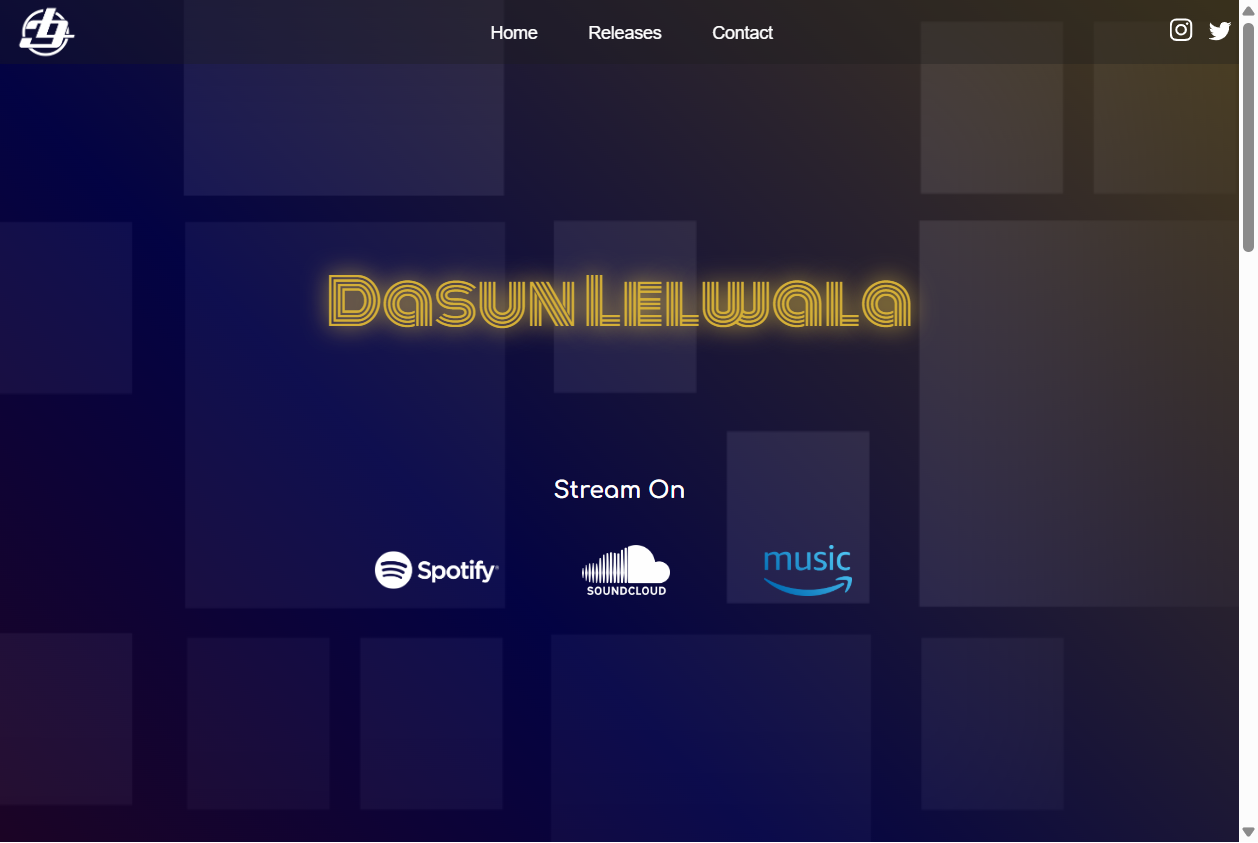 Home Releases Contact
Dasun Lelwala
Stream On
Spotify®
SOUNDCLOUD
music